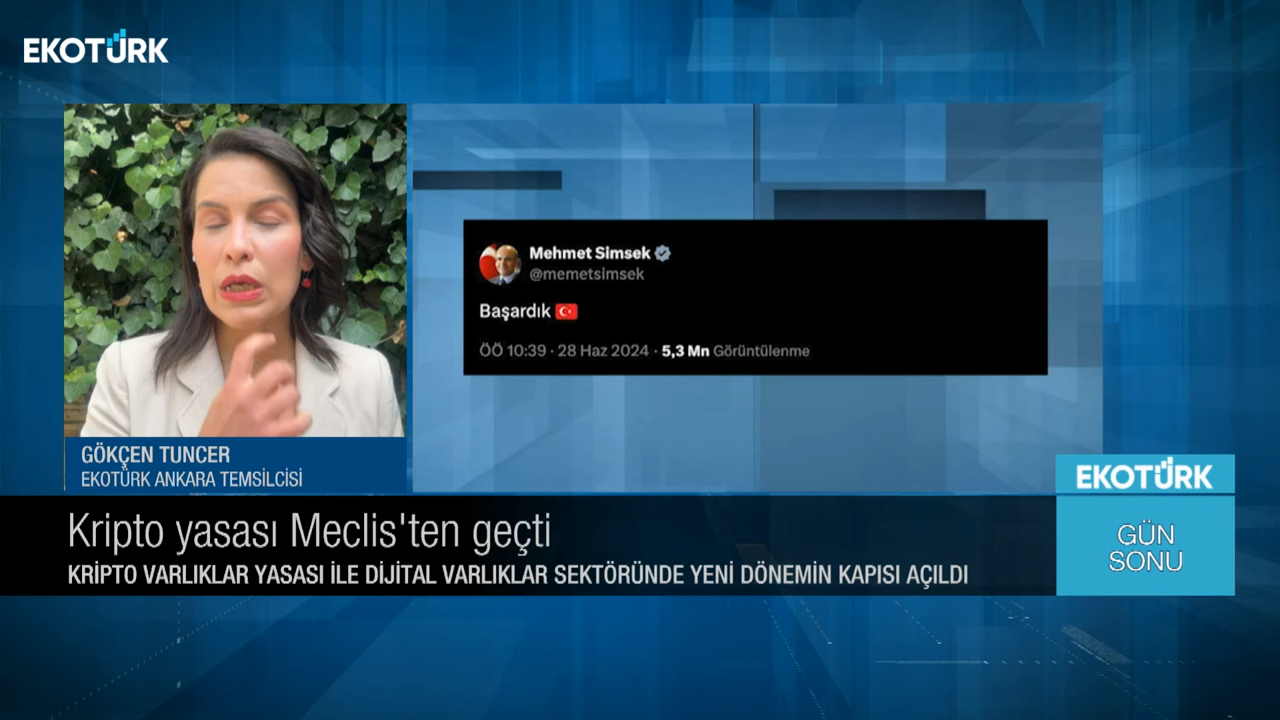 EKOTÜRK
Mehmet Simsek
@memetsimsek
Başardık
ÖÖ 10:39 · 28 Haz 2024 · 5,3 Mn Görüntülenme
GÖKÇEN TUNCER
EKOTÜRK ANKARA TEMSİLCİSİ
EKOTÜRK
GÜN
SONU
Kripto yasası Meclis'ten geçti
KRİPTO VARLIKLAR YASASI İLE DİJİTAL VARLIKLAR SEKTÖRÜNDE YENİ DÖNEMİN KAPISI AÇILDI